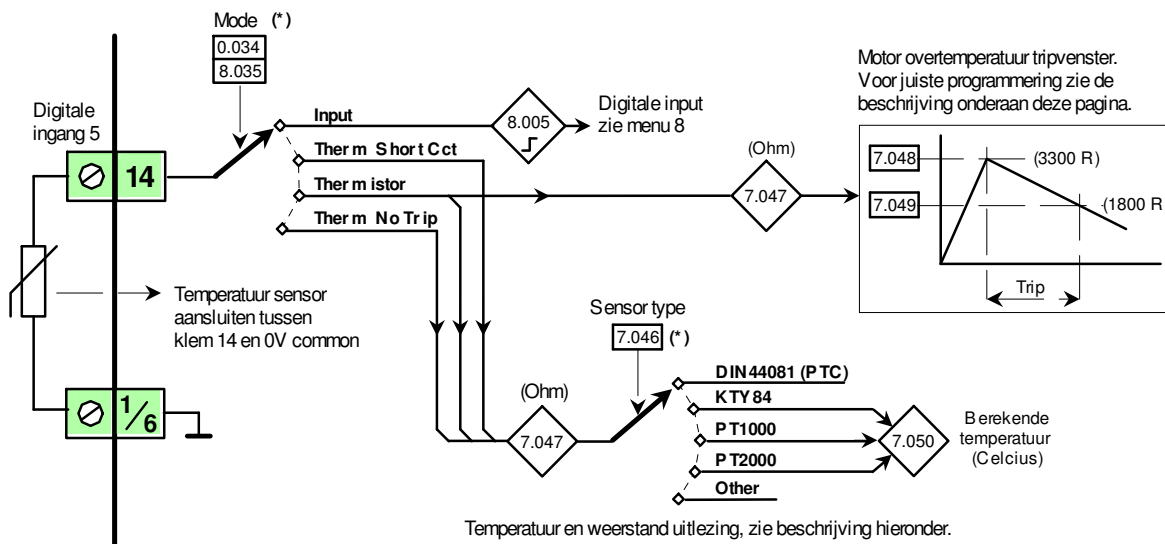 Mode (*)
0.034
8.035
Digitale
ingang 5
14
Input
Therm Short Cct
Thermistor
Therm No Trip
8.005
Digitale input
zie menu 8
(Ohm)
7.047
Motor overtemperatuur tripvenster.
Voor juiste programmering zie de
beschrijving onderaan deze pagina.
7.048
(3300 R)
7.049
(1800 R
Trip
Temperatuur sensor
aansluiten tussen
klem 14 en 0V common
1/6
Sensor type
7.046 (*)
(Ohm)
7.047
DIN44081 (PTC)
KTY84
PT1000
PT2000
Other
7.050
Berekende
temperatuur
(Celcius)
Temperatuur en weerstand uitlezing, zie beschrijving hieronder.